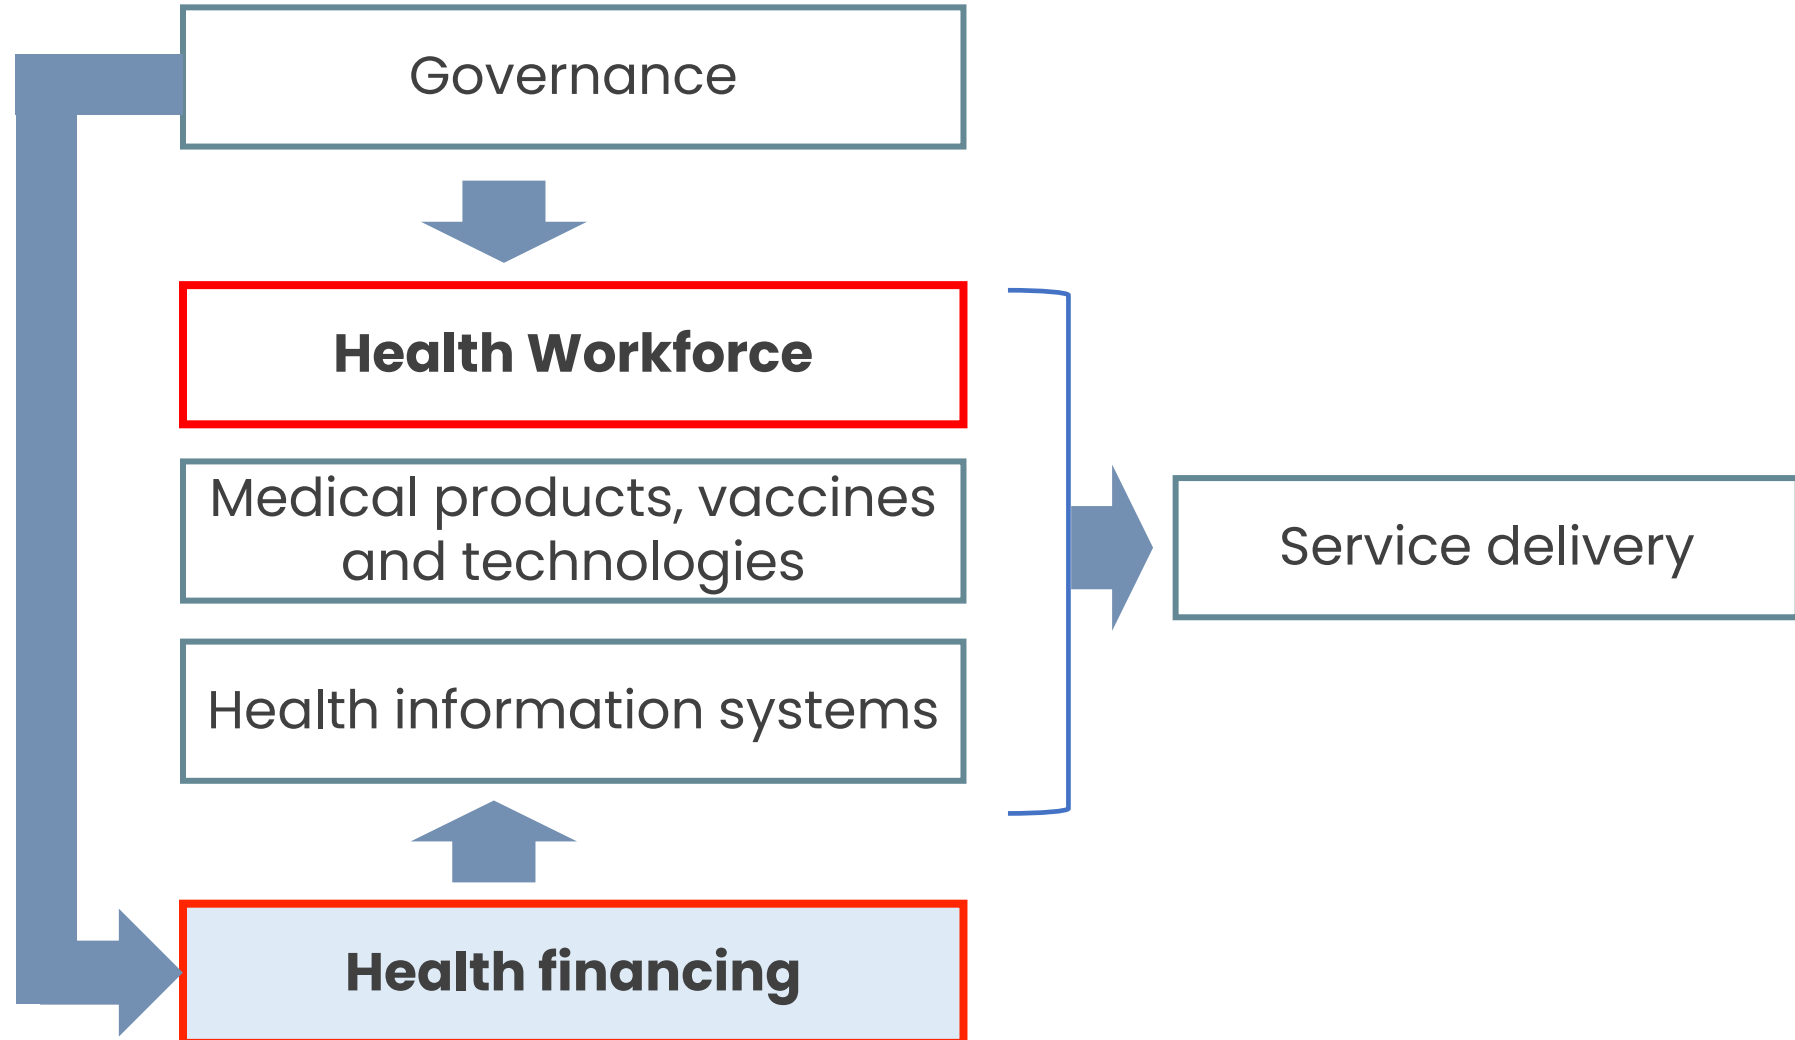 Governance
Health Workforce
Medical products, vaccines
and technologies
Health information systems
Service delivery
Health financing